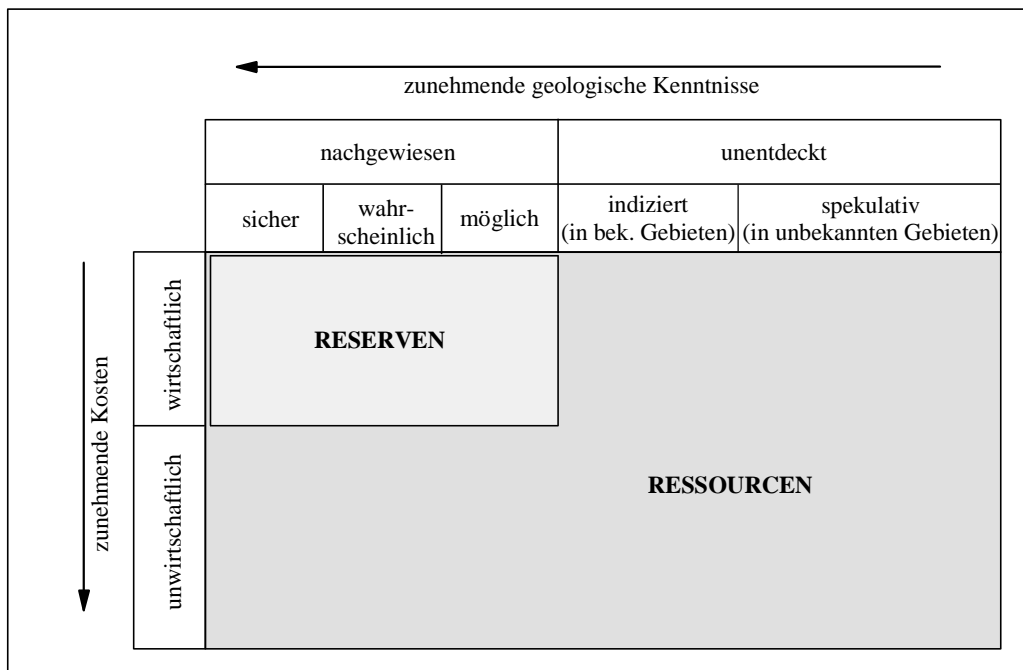 zunehmende geologische Kenntnisse
nachgewiesen
unentdeckt
sicher
wahr-
scheinlich
möglich
indiziert
(in bek. Gebieten)
spekulativ
(in unbekannten Gebieten)
zunehmende Kosten
wirtschaftlich
unwirtschaftlich
RESERVEN
RESSOURCEN